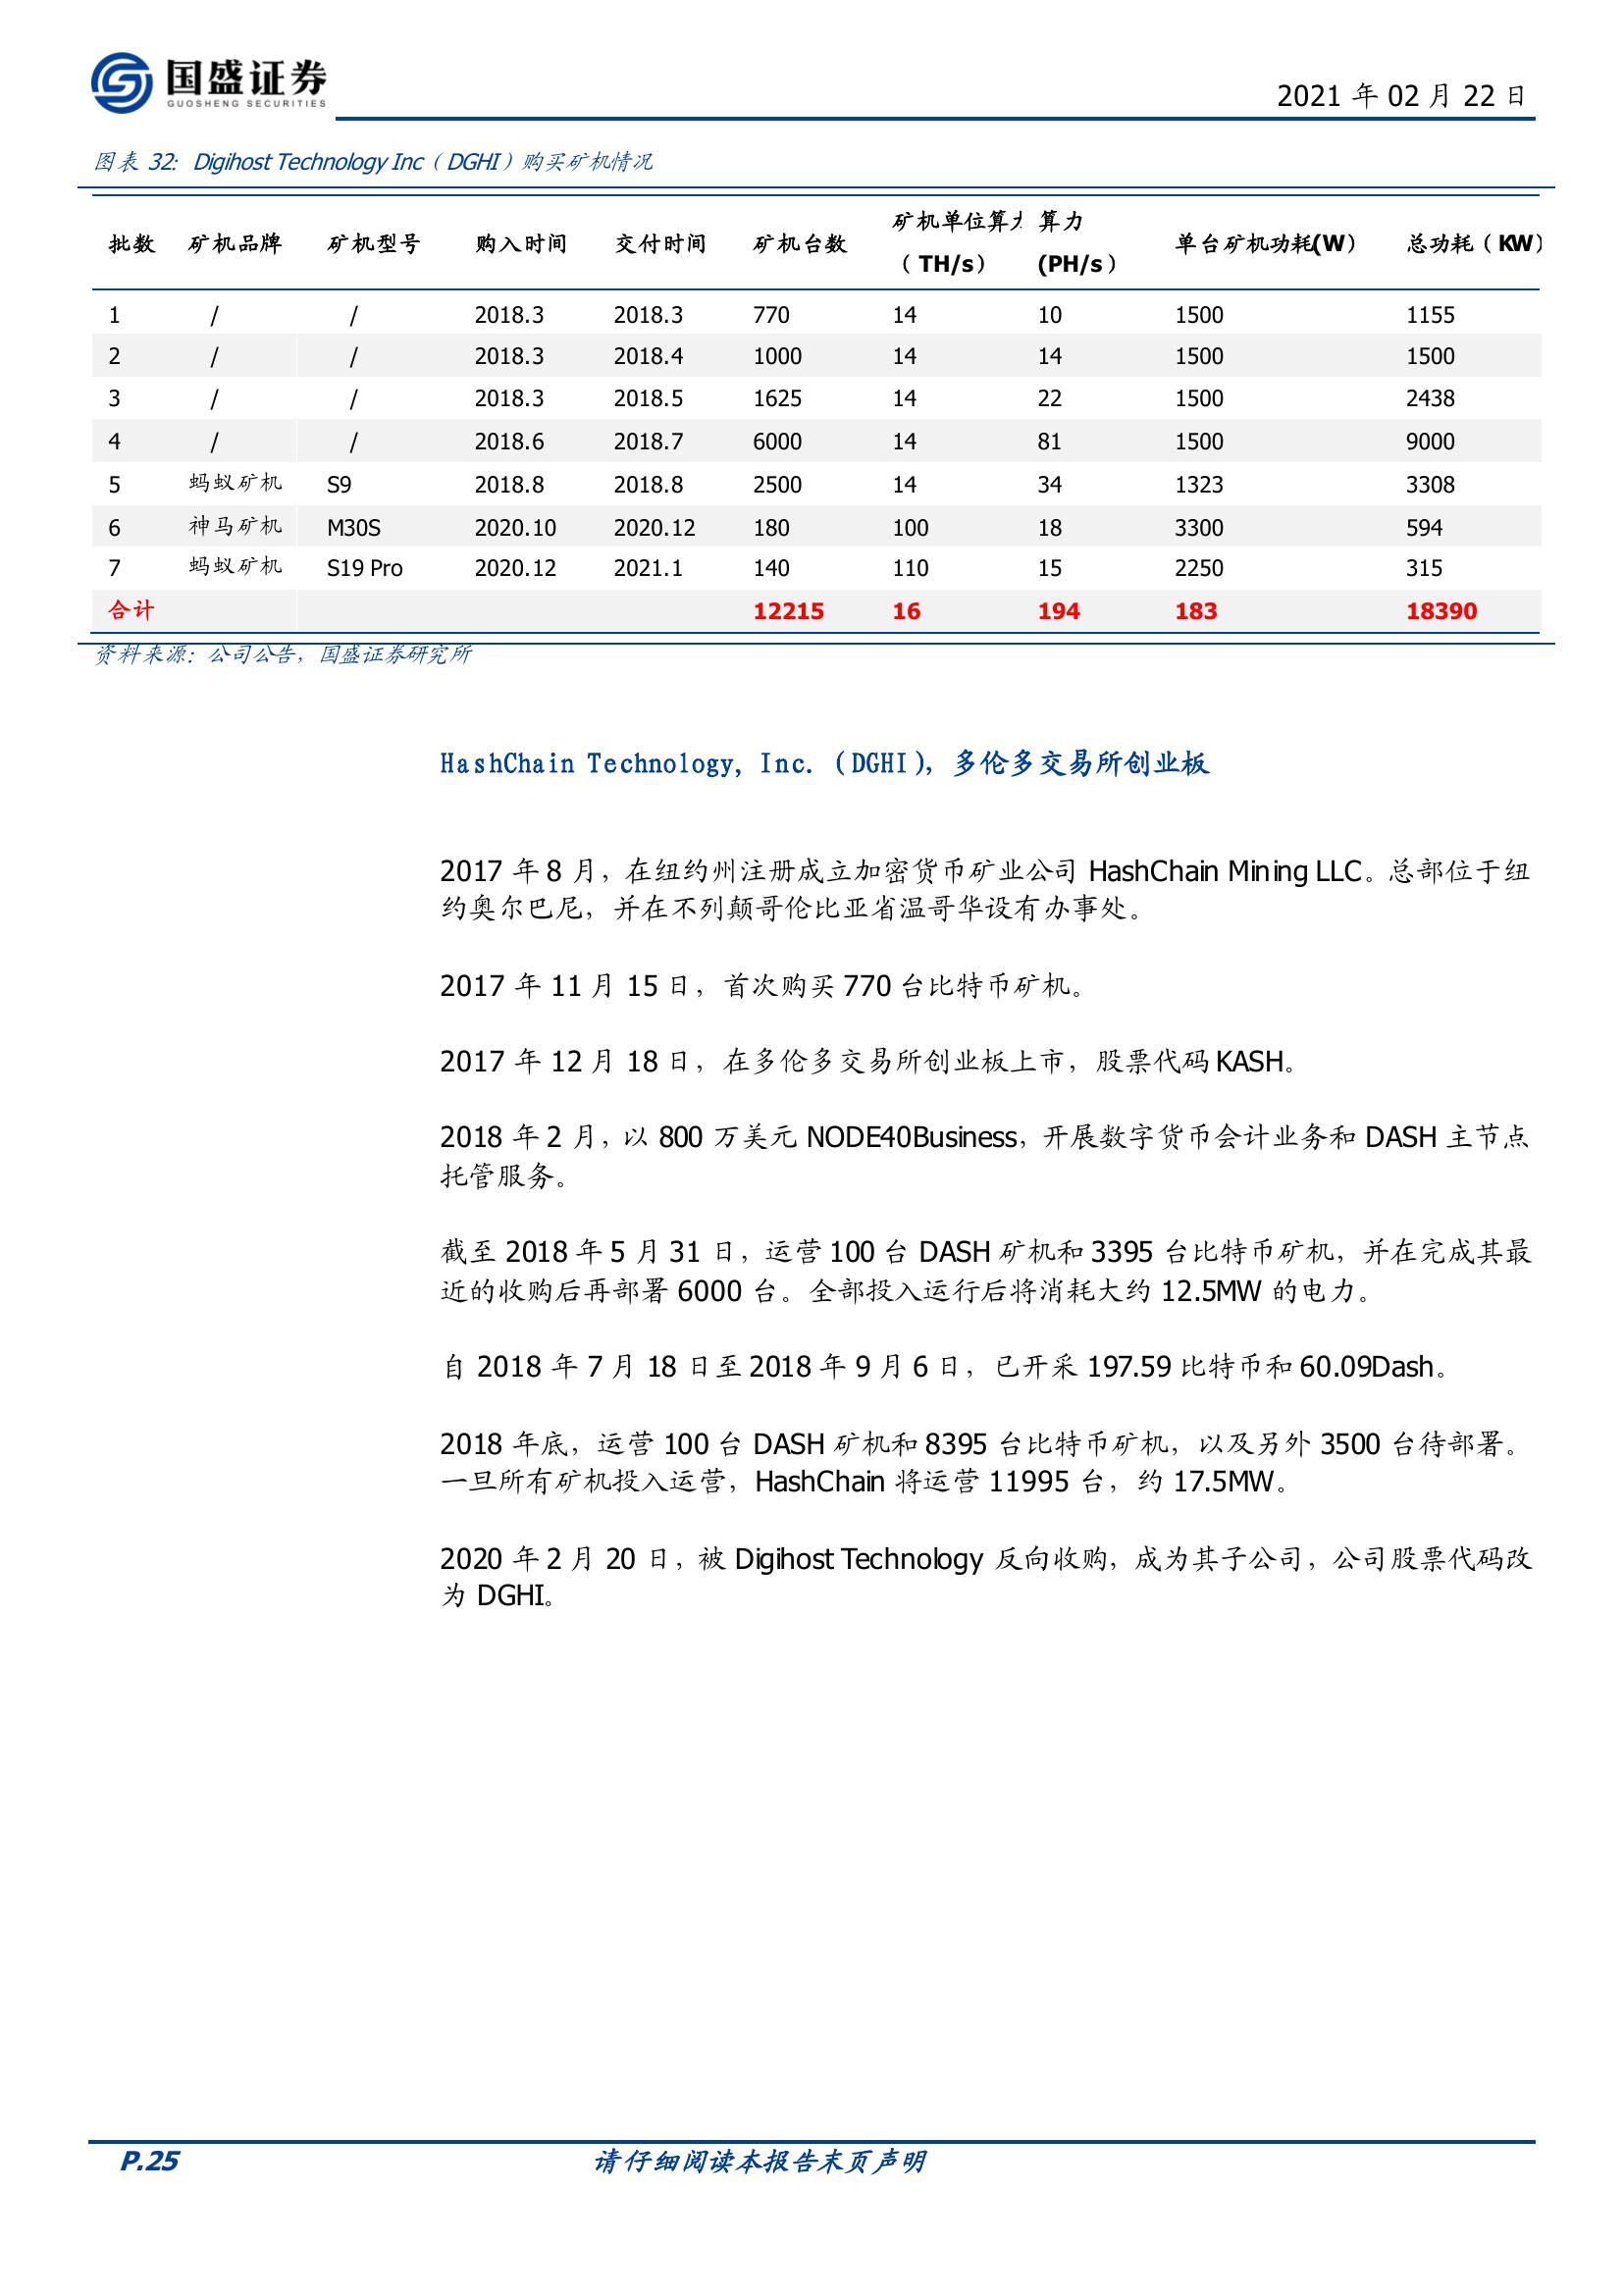 国盛证券
GUOSHENG SECURITIES
2021 年 02 月 22 日
图表 32: Digihost Technology Inc（DGHI）购买矿机情况
批数 矿机品牌 矿机型号 购入时间 交付时间 矿机台数 矿机单位算力（TH/s） 算力(PH/s） 单台矿机功耗(W） 总功耗（KW）
1 / / 2018.3 2018.3 770 14 10 1500 1155
2 / / 2018.3 2018.4 1000 14 14 1500 1500
3 / / 2018.3 2018.5 1625 14 22 1500 2438
4 / / 2018.6 2018.7 6000 14 81 1500 9000
5 蚂蚁矿机 S9 2018.8 2018.8 2500 14 34 1323 3308
6 神马矿机 M30S 2020.10 2020.12 180 100 18 3300 594
7 蚂蚁矿机 S19 Pro 2020.12 2021.1 140 110 15 2250 315
合计 12215 16 194 183 18390
资料来源：公司公告，国盛证券研究所
HashChain Technology, Inc.（DGHI），多伦多交易所创业板
2017 年 8 月，在纽约州注册成立加密货币矿业公司 HashChain Mining LLC。总部位于纽
约奥尔巴尼，并在不列颠哥伦比亚省温哥华设有办事处。
2017 年 11 月 15 日，首次购买 770 台比特币矿机。
2017 年 12 月 18 日，在多伦多交易所创业板上市，股票代码 KASH。
2018 年 2 月，以 800 万美元 NODE40Business，开展数字货币会计业务和 DASH 主节点
托管服务。
截至 2018 年 5 月 31 日，运营 100 台 DASH 矿机和 3395 台比特币矿机，并在完成其最
近的收购后再部署 6000 台。全部投入运行后将消耗大约 12.5MW 的电力。
自 2018 年 7 月 18 日至 2018 年 9 月 6 日，已开采 197.59 比特币和 60.09Dash。
2018 年底，运营 100 台 DASH 矿机和 8395 台比特币矿机，以及另外 3500 台待部署。
一旦所有矿机投入运营，HashChain 将运营 11995 台，约 17.5MW。
2020 年 2 月 20 日，被 Digihost Technology 反向收购，成为其子公司，公司股票代码改
为 DGHI。
P.25 请仔细阅读本报告末页声明